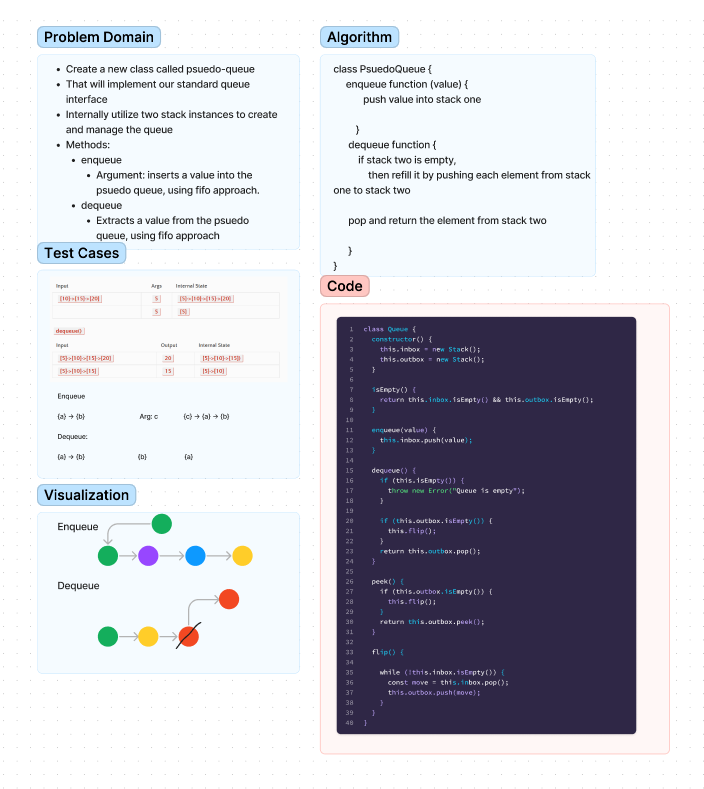 Problem Domain
Create a new class called psuedo-queue
That will implement our standard queue
interface
Internally utilize two stack instances to create
and manage the queue
Methods:
enqueue
Argument: inserts a value into the
psuedo queue, using fifo approach.
dequeue
Extracts a value from the psuedo
queue, using fifo approach
Test Cases
Input Args Internal State
[10]->[15]->[20] 5 [5]->[10]->[15]->[20]
5 [5]
dequeue()
Input Output Internal State
[5]->[10]->[15]->[20] 20 [5]->[10]->[15])
[5]->[10]->[15] 15 [5]->[10]
Enqueue
{a} → {b} Arg: c {c} → {a} → {b}
Dequeue:
{a} → {b} {b} {a}
Visualization
Enqueue
Dequeue
Algorithm
class PsuedoQueue {
enqueue function (value) {
push value into stack one
}
dequeue function {
if stack two is empty,
then refill it by pushing each element from stack
one to stack two
pop and return the element from stack two
}
}
Code
1 class Queue {
2 constructor() {
3 this.inbox = new Stack();
4 this.outbox = new Stack();
5 }
6
7 isEmpty() {
8 return this.inbox.isEmpty() && this.outbox.isEmpty();
9 }
10
11 enqueue(value) {
12 this.inbox.push(value);
13 }
14
15 dequeue() {
16 if (this.isEmpty()) {
17 throw new Error("Queue is empty");
18 }
19
20 if (this.outbox.isEmpty()) {
21 this.flip();
22 }
23 return this.outbox.pop();
24 }
25
26 peek() {
27 if (this.outbox.isEmpty()) {
28 this.flip();
29 }
30 return this.outbox.peek();
31 }
32
33 flip() {
34
35 while (!this.inbox.isEmpty()) {
36 const move = this.inbox.pop();
37 this.outbox.push(move);
38 }
39 }
40 }